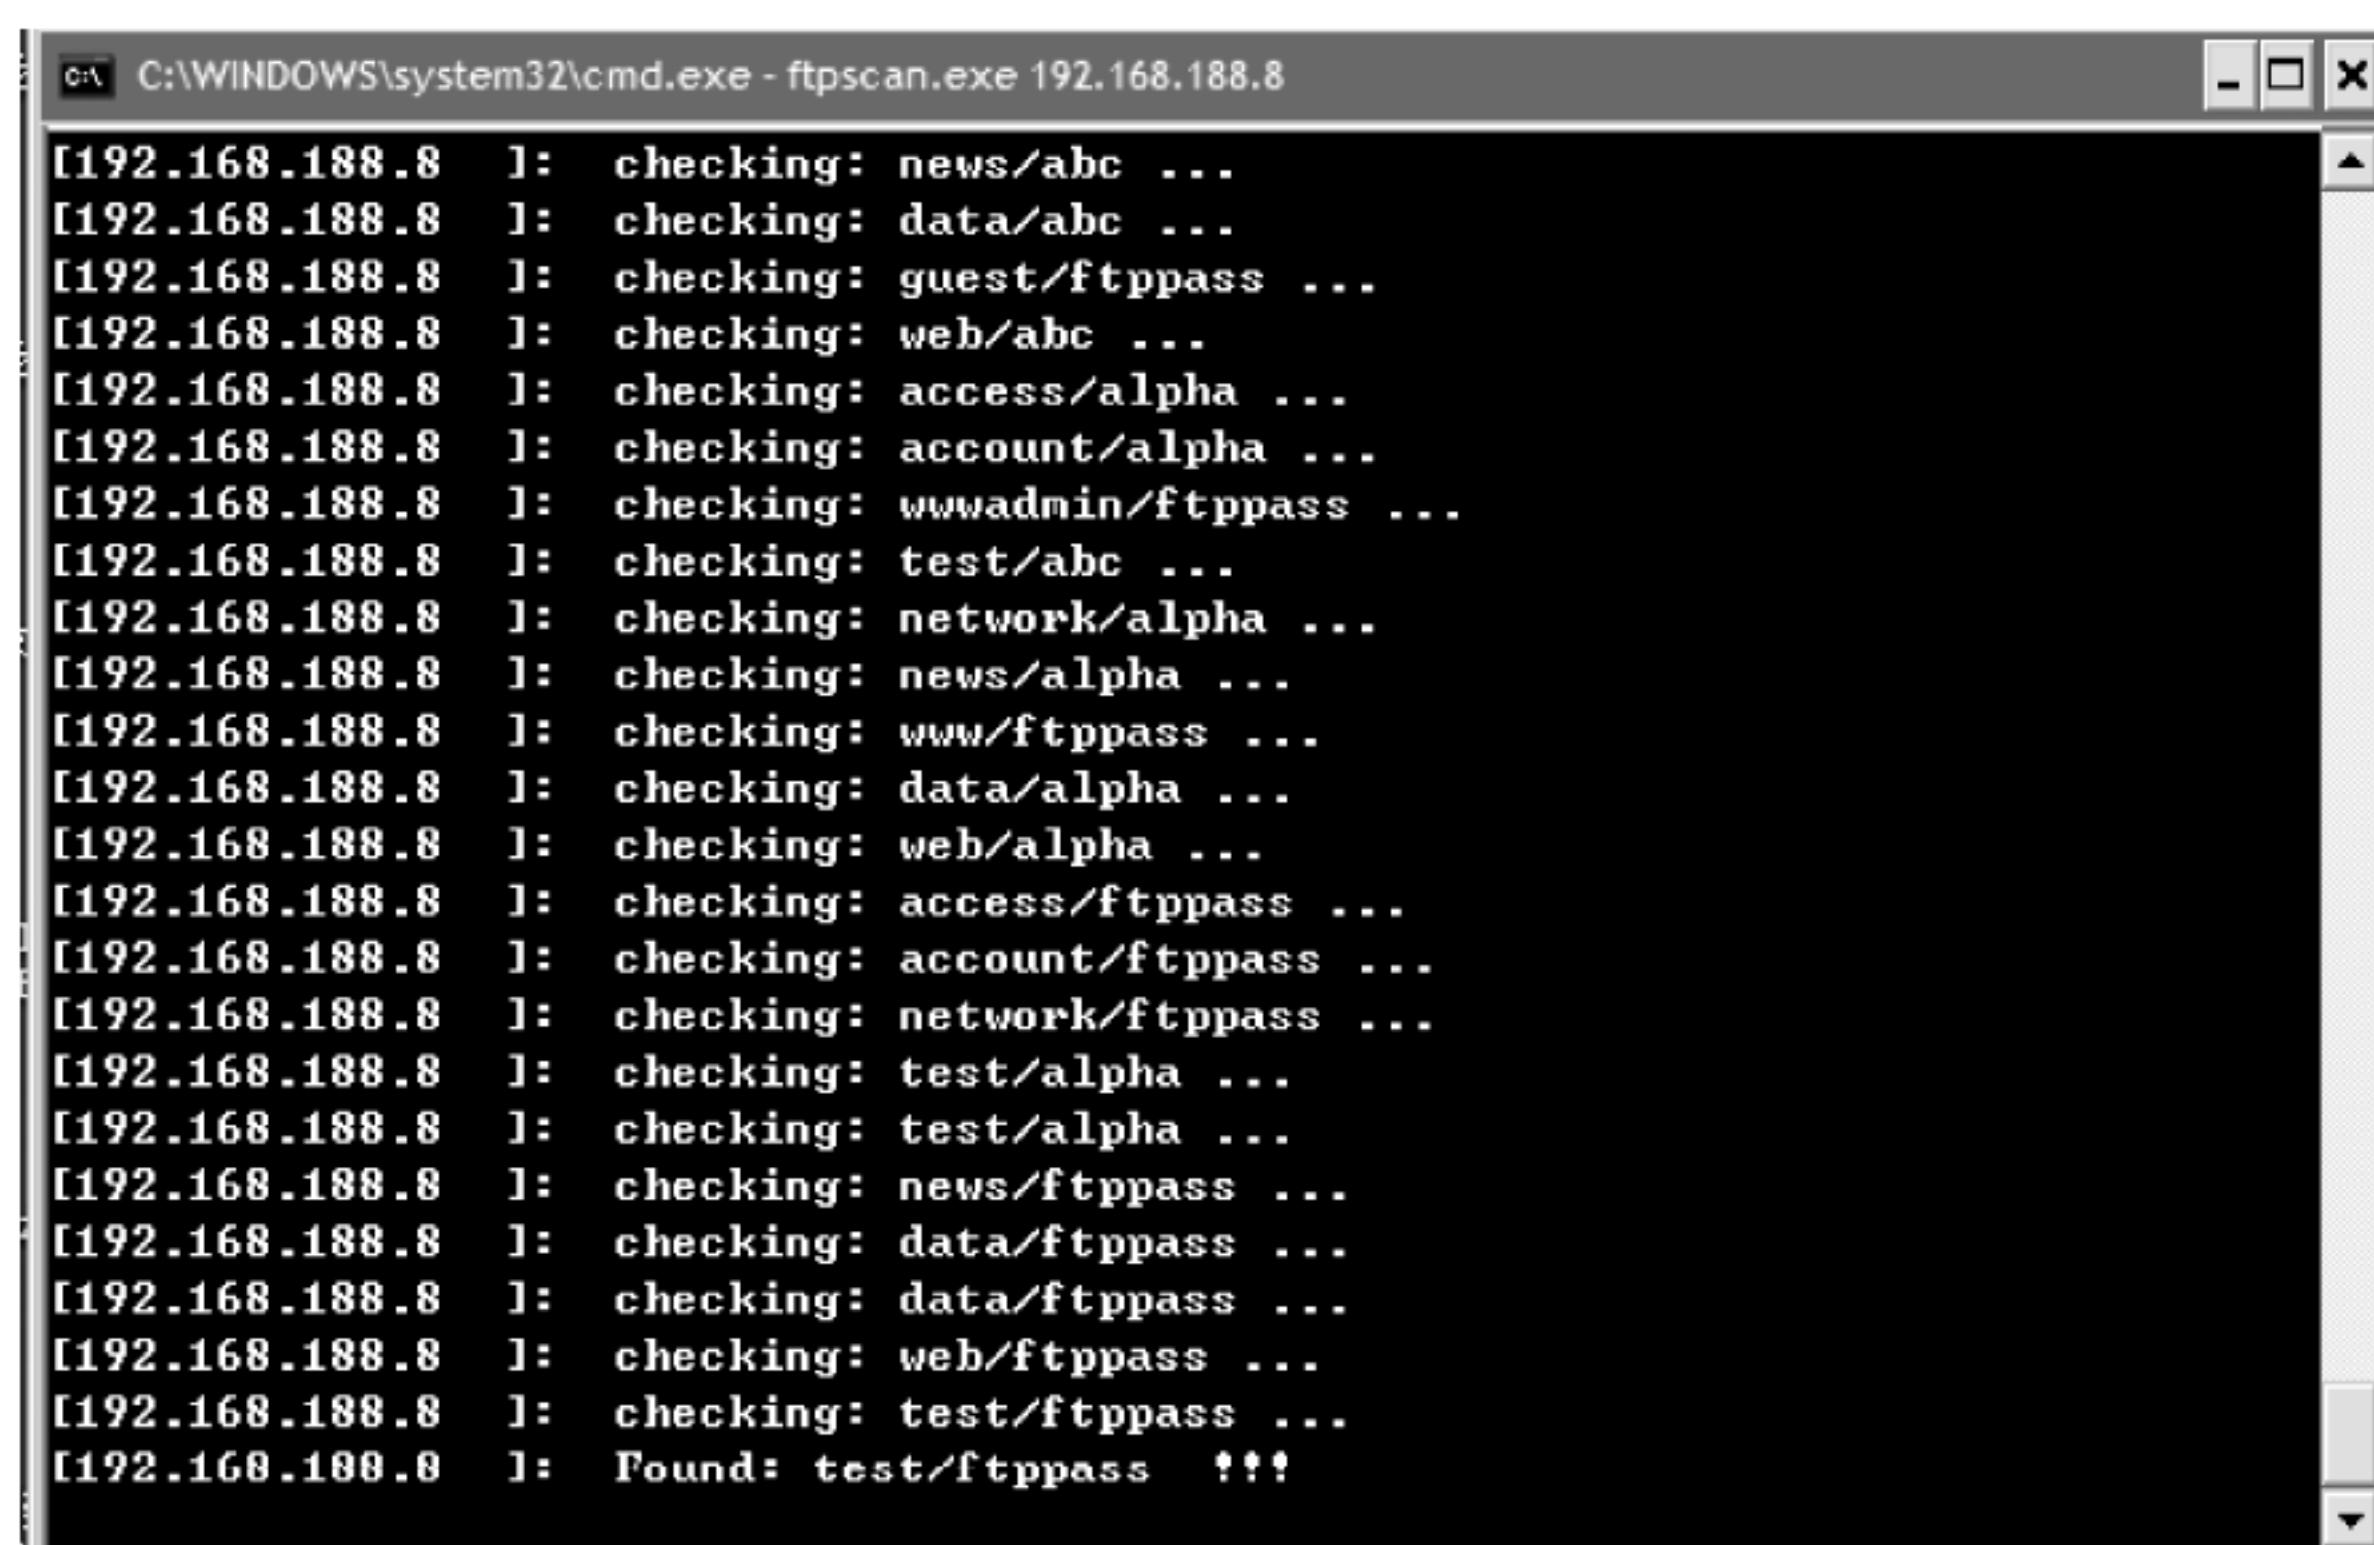 C:\WINDOWS\system32\cmd.exe - ftpscan.exe 192.168.188.8
[192.168.188.8  ]:  checking: news/abc ...
[192.168.188.8  ]:  checking: data/abc ...
[192.168.188.8  ]:  checking: guest/ftppass ...
[192.168.188.8  ]:  checking: web/abc ...
[192.168.188.8  ]:  checking: access/alpha ...
[192.168.188.8  ]:  checking: account/alpha ...
[192.168.188.8  ]:  checking: wwwadmin/ftppass ...
[192.168.188.8  ]:  checking: test/abc ...
[192.168.188.8  ]:  checking: network/alpha ...
[192.168.188.8  ]:  checking: news/alpha ...
[192.168.188.8  ]:  checking: www/ftppass ...
[192.168.188.8  ]:  checking: data/alpha ...
[192.168.188.8  ]:  checking: web/alpha ...
[192.168.188.8  ]:  checking: access/ftppass ...
[192.168.188.8  ]:  checking: account/ftppass ...
[192.168.188.8  ]:  checking: network/ftppass ...
[192.168.188.8  ]:  checking: test/alpha ...
[192.168.188.8  ]:  checking: test/alpha ...
[192.168.188.8  ]:  checking: news/ftppass ...
[192.168.188.8  ]:  checking: data/ftppass ...
[192.168.188.8  ]:  checking: data/ftppass ...
[192.168.188.8  ]:  checking: web/ftppass ...
[192.168.188.8  ]:  checking: test/ftppass ...
[192.168.188.8  ]:  Found: test/ftppass  !!!